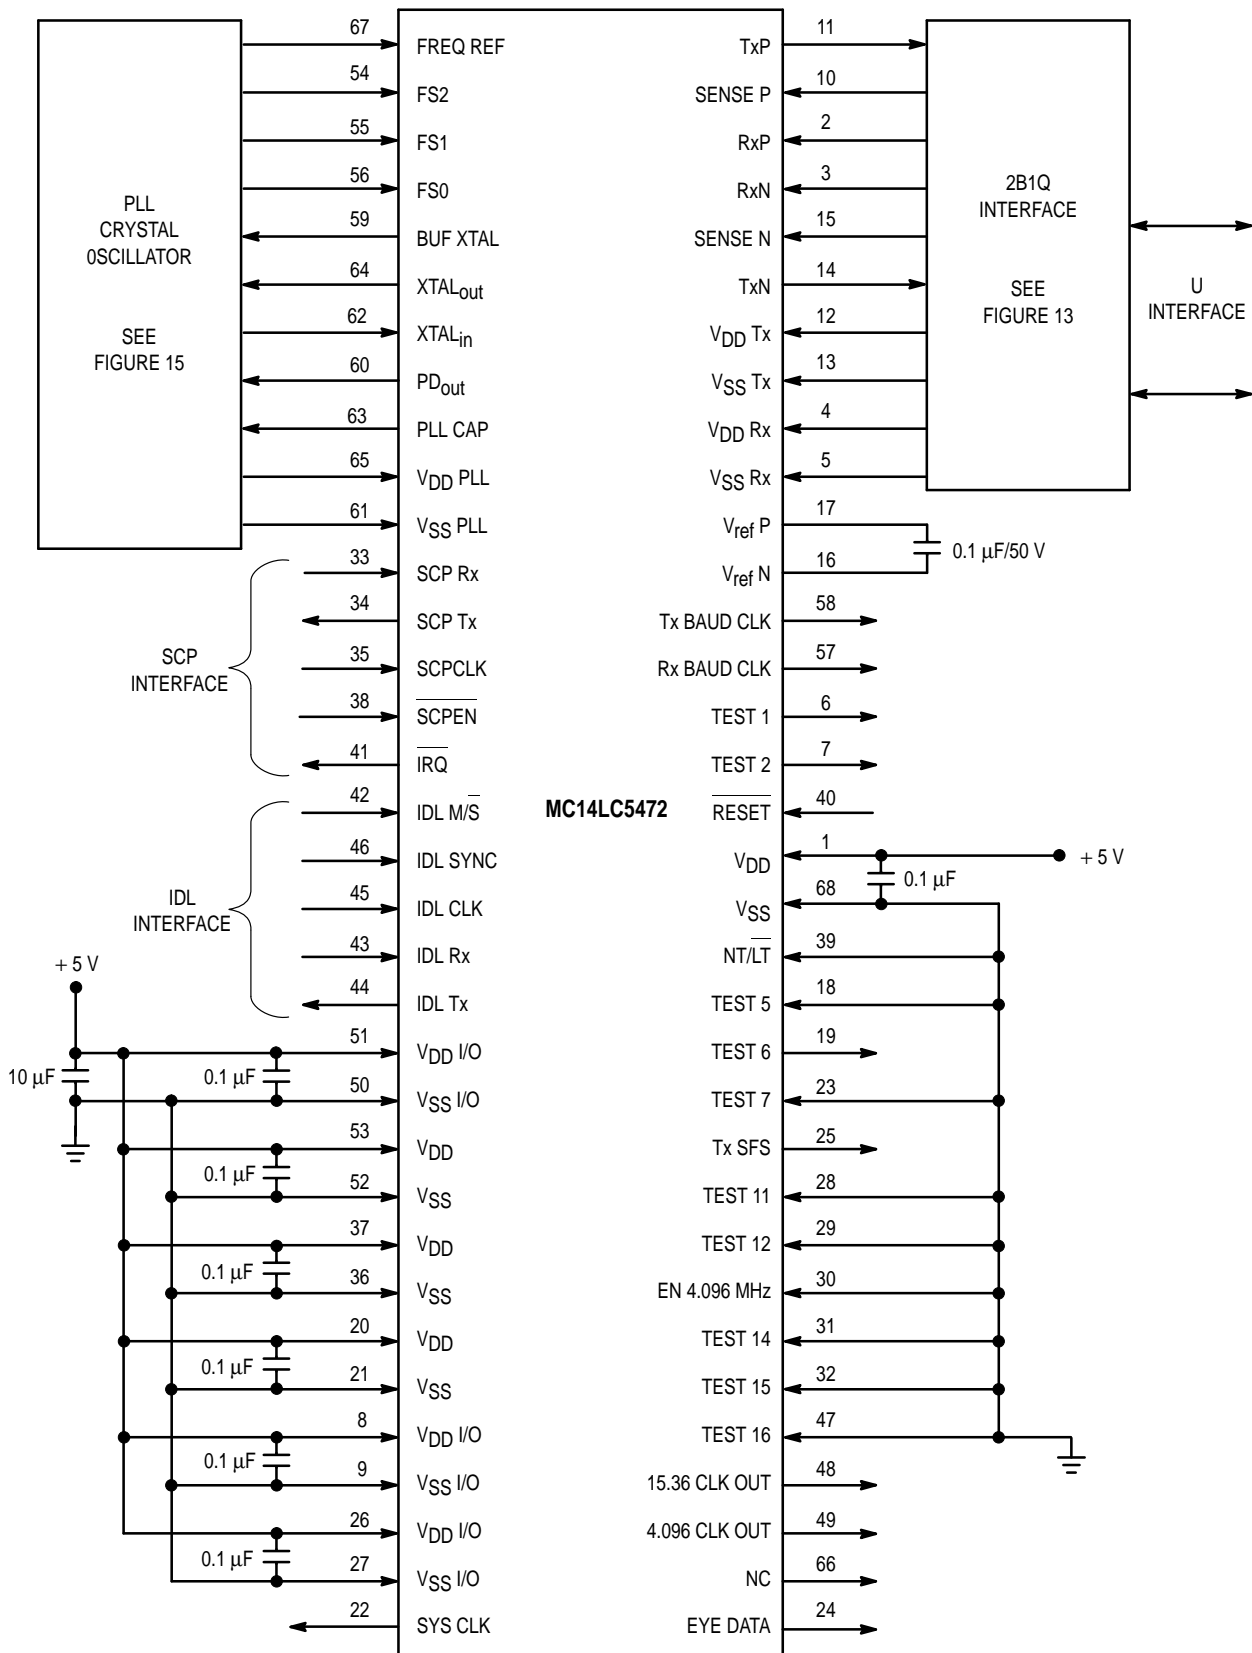 67
FREQ REF
54
FS2
55
FS1
56
FS0
59
BUF XTAL
64
XTALout
62
XTALin
60
PDout
63
PLL CAP
65
VDD PLL
61
VSS PLL
PLL
CRYSTAL
0SCILLATOR
SEE
FIGURE 15
33
SCP Rx
34
SCP Tx
35
SCPCLK
38
SCPEN
41
IRQ
SCP
INTERFACE
42
IDL M/S
46
IDL SYNC
45
IDL CLK
43
IDL Rx
44
IDL Tx
IDL
INTERFACE
+ 5 V
10 µF
51
VDD I/O
0.1 µF
50
VSS I/O
53
VDD
0.1 µF
52
VSS
37
VDD
0.1 µF
36
VSS
20
VDD
0.1 µF
21
VSS
8
VDD I/O
0.1 µF
9
VSS I/O
26
VDD I/O
0.1 µF
27
VSS I/O
22
SYS CLK
MC14LC5472
TxP
11
SENSE P
10
RxP
2
RxN
3
SENSE N
15
TxN
14
VDD Tx
12
VSS Tx
13
VDD Rx
4
VSS Rx
5
2B1Q
INTERFACE
SEE
FIGURE 13
U
INTERFACE
Vref P
17
0.1 µF/50 V
Vref N
16
Tx BAUD CLK
58
Rx BAUD CLK
57
TEST 1
6
TEST 2
7
RESET
40
VDD
1
+ 5 V
0.1 µF
VSS
68
NT/LT
39
TEST 5
18
TEST 6
19
TEST 7
23
Tx SFS
25
TEST 11
28
TEST 12
29
EN 4.096 MHz
30
TEST 14
31
TEST 15
32
TEST 16
47
15.36 CLK OUT
48
4.096 CLK OUT
49
NC
66
EYE DATA
24